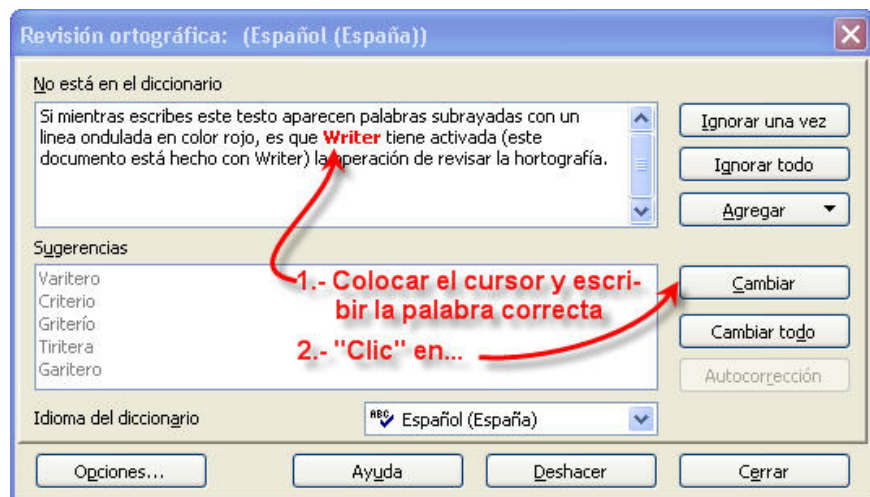 Revisión ortográfica: (Español (España))
No está en el diccionario
Si mientras escribes este testo aparecen palabras subrayadas con un
linea ondulada en color rojo, es que Writer tiene activada (este
documento está hecho con Writer) la operación de revisar la hortografía.
Ignorar una vez
Ignorar todo
Agregar
Sugerencias
Varitero
Criterio
Griterío
Tiritera
Garitero
1.- Colocar el cursor y escri-
bir la palabra correcta
2.- "Clic" en...
Cambiar
Cambiar todo
Autocorrección
Idioma del diccionario
ABC Español (España)
Opciones...
Ayuda
Deshacer
Cerrar